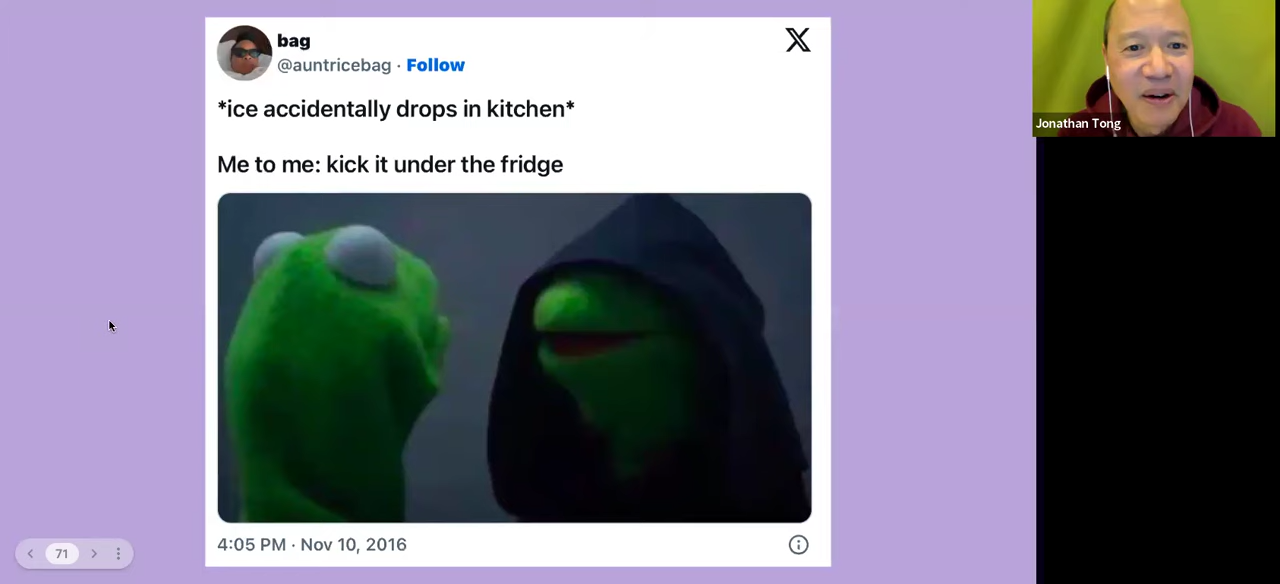 bag
@auntricebag · Follow
*ice accidentally drops in kitchen*
Me to me: kick it under the fridge
4:05 PM · Nov 10, 2016
71
Jonathan Tong